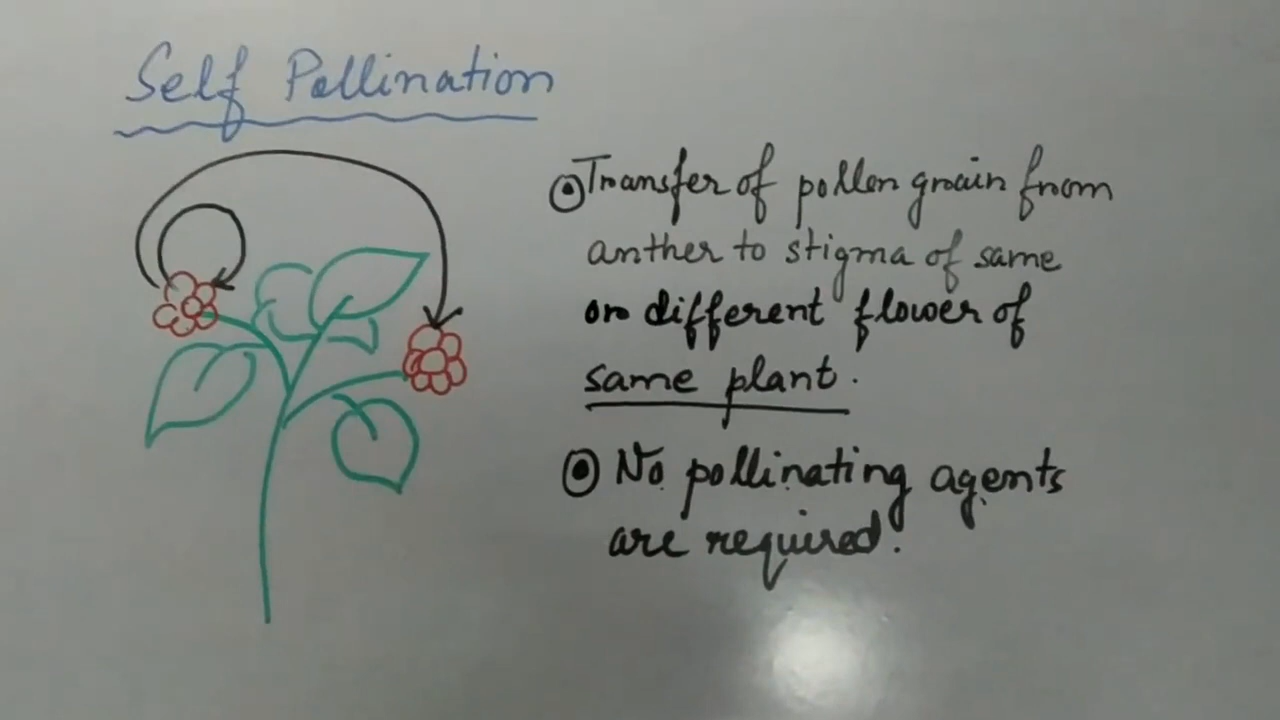 Self Pollination
Transfer of pollen grain from
anther to stigma of same
or different flower of
same plant.
No pollinating agents
are required.